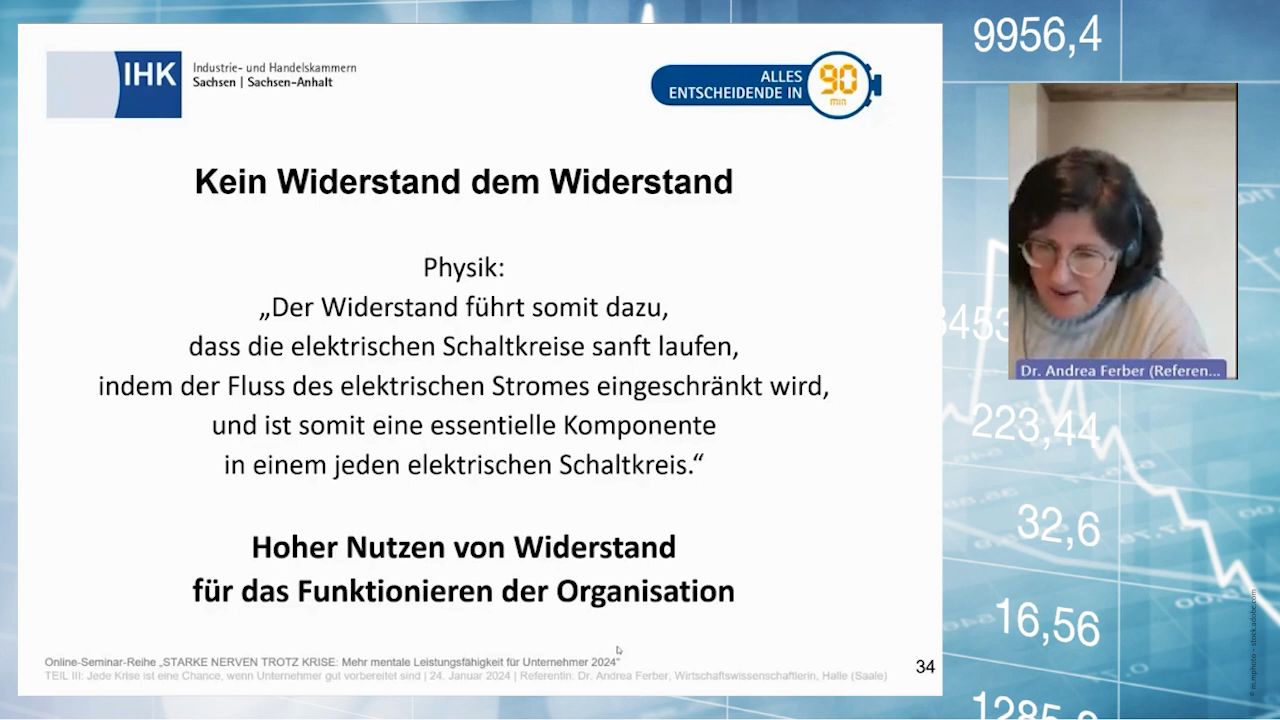 IHK
Industrie- und Handelskammern
Sachsen | Sachsen-Anhalt
ALLES
ENTSCHEIDENDE IN
90
min
Kein Widerstand dem Widerstand
Physik:
„Der Widerstand führt somit dazu,
dass die elektrischen Schaltkreise sanft laufen,
indem der Fluss des elektrischen Stromes eingeschränkt wird,
und ist somit eine essentielle Komponente
in einem jeden elektrischen Schaltkreis.“
Hoher Nutzen von Widerstand
für das Funktionieren der Organisation
Online-Seminar-Reihe „STARKE NERVEN TROTZ KRISE: Mehr mentale Leistungsfähigkeit für Unternehmer 2024“
TEIL III: Jede Krise ist eine Chance, wenn Unternehmer gut vorbereitet sind | 24. Januar 2024 | Referentin: Dr. Andrea Ferber, Wirtschaftswissenschaftlerin, Halle (Saale)
34
9956,4
Dr. Andrea Ferber (Referen...
223,44
32,6
16,56
© m.mphoto - stock.adobe.com